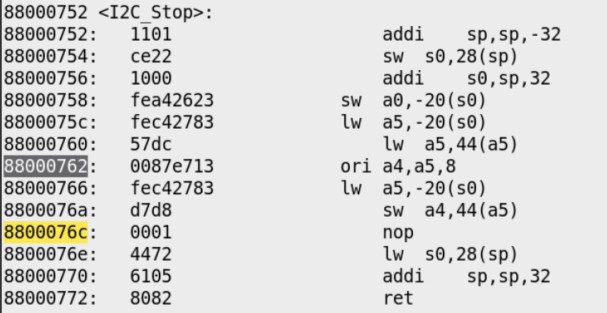 88000752 <I2C_Stop>:
88000752: 1101 addi sp,sp,-32
88000754: ce22 sw s0,28(sp)
88000756: 1000 addi s0,sp,32
88000758: fea42623 sw a0,-20(s0)
8800075c: fec42783 lw a5,-20(s0)
88000760: 57dc lw a5,44(a5)
88000762: 0087e713 ori a4,a5,8
88000766: fec42783 lw a5,-20(s0)
8800076a: d7d8 sw a4,44(a5)
8800076c: 0001 nop
8800076e: 4472 lw s0,28(sp)
88000770: 6105 addi sp,sp,32
88000772: 8082 ret